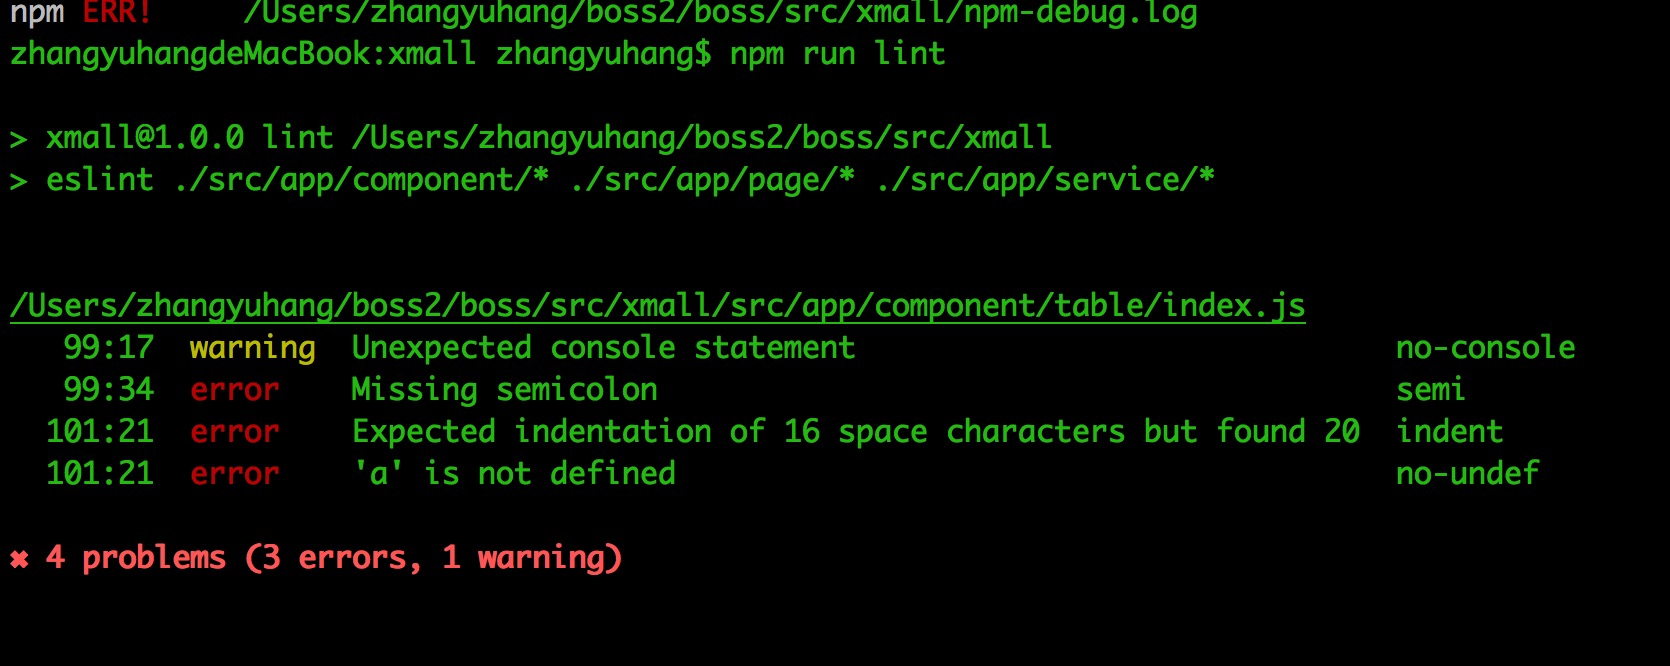 npm ERR!     /Users/zhangyuhang/boss2/boss/src/xmall/npm-debug.log
zhangyuhangdeMacBook:xmall zhangyuhang$ npm run lint
> xmall@1.0.0 lint /Users/zhangyuhang/boss2/boss/src/xmall
> eslint ./src/app/component/* ./src/app/page/* ./src/app/service/*
/Users/zhangyuhang/boss2/boss/src/xmall/src/app/component/table/index.js
   99:17  warning  Unexpected console statement                              no-console
   99:34  error    Missing semicolon                                         semi
  101:21  error    Expected indentation of 16 space characters but found 20  indent
  101:21  error    'a' is not defined                                        no-undef
✖ 4 problems (3 errors, 1 warning)